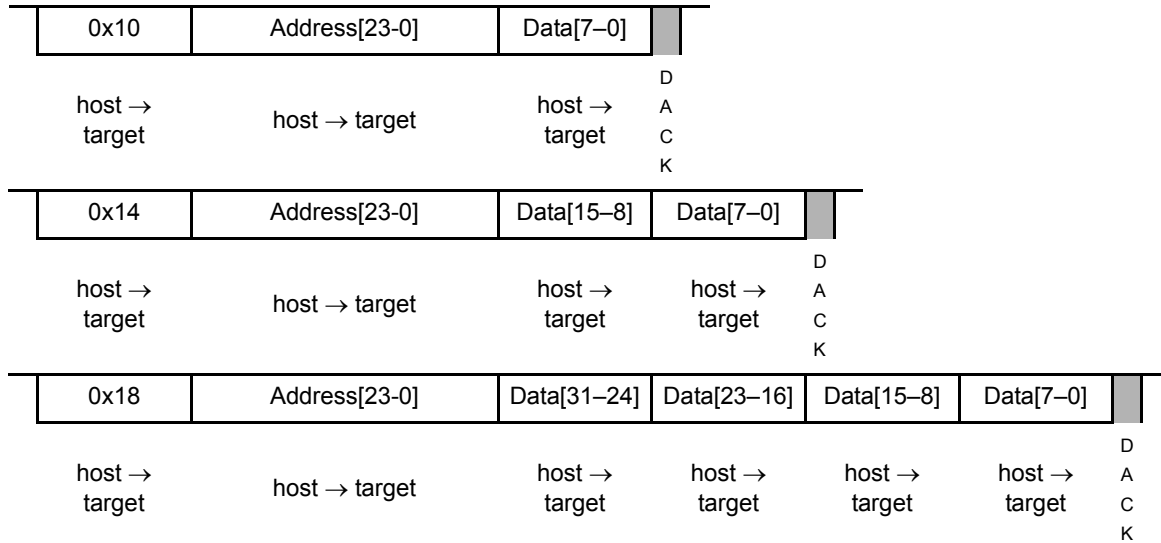 0x10 Address[23-0] Data[7–0]
host → target host → target host → target D A C K
0x14 Address[23-0] Data[15–8] Data[7–0]
host → target host → target host → target host → target D A C K
0x18 Address[23-0] Data[31–24] Data[23–16] Data[15–8] Data[7–0]
host → target host → target host → target host → target host → target host → target D A C K